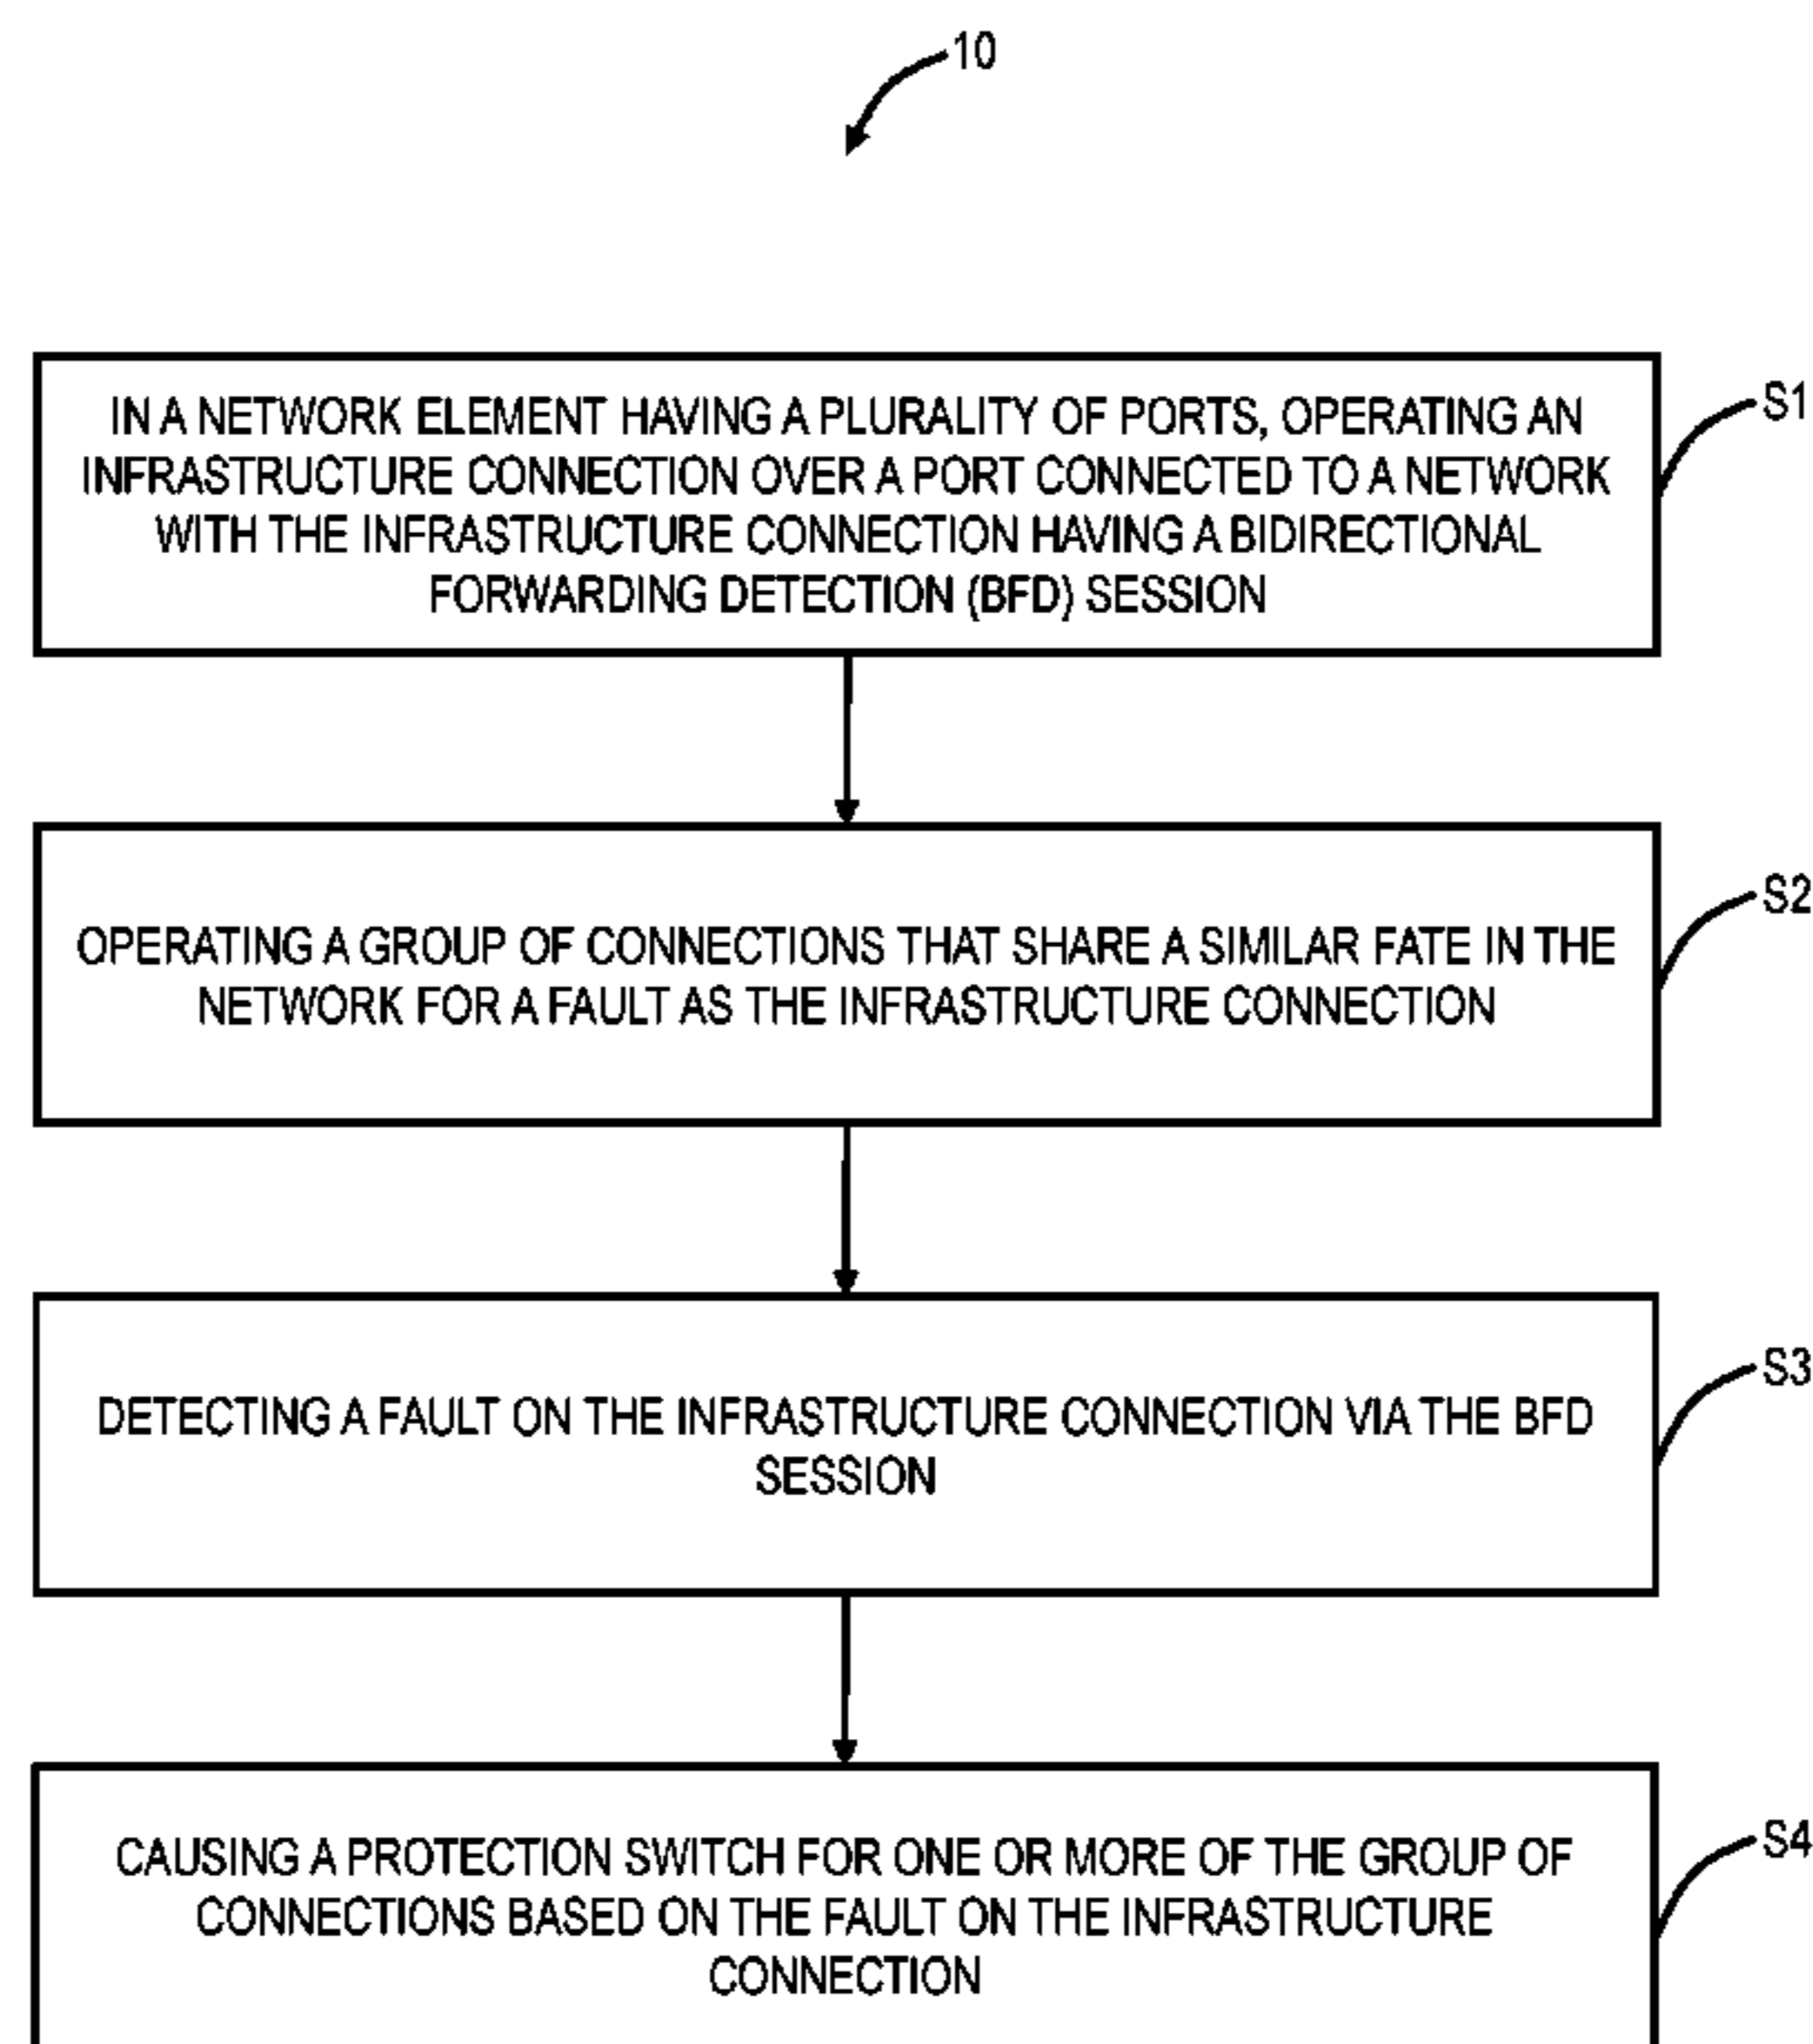 10
IN A NETWORK ELEMENT HAVING A PLURALITY OF PORTS, OPERATING AN
INFRASTRUCTURE CONNECTION OVER A PORT CONNECTED TO A NETWORK
WITH THE INFRASTRUCTURE CONNECTION HAVING A BIDIRECTIONAL
FORWARDING DETECTION (BFD) SESSION
S1
OPERATING A GROUP OF CONNECTIONS THAT SHARE A SIMILAR FATE IN THE
NETWORK FOR A FAULT AS THE INFRASTRUCTURE CONNECTION
S2
DETECTING A FAULT ON THE INFRASTRUCTURE CONNECTION VIA THE BFD
SESSION
S3
CAUSING A PROTECTION SWITCH FOR ONE OR MORE OF THE GROUP OF
CONNECTIONS BASED ON THE FAULT ON THE INFRASTRUCTURE
CONNECTION
S4